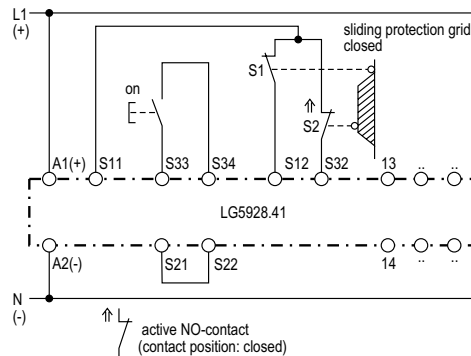 L1
(+)
sliding protection grid
closed
S1
on
S2
A1(+) S11 S33 S34 S12 S32 13 .. ..
LG5928.41
A2(-) S21 S22 14 .. ..
N
(-)
active NO-contact
(contact position: closed)